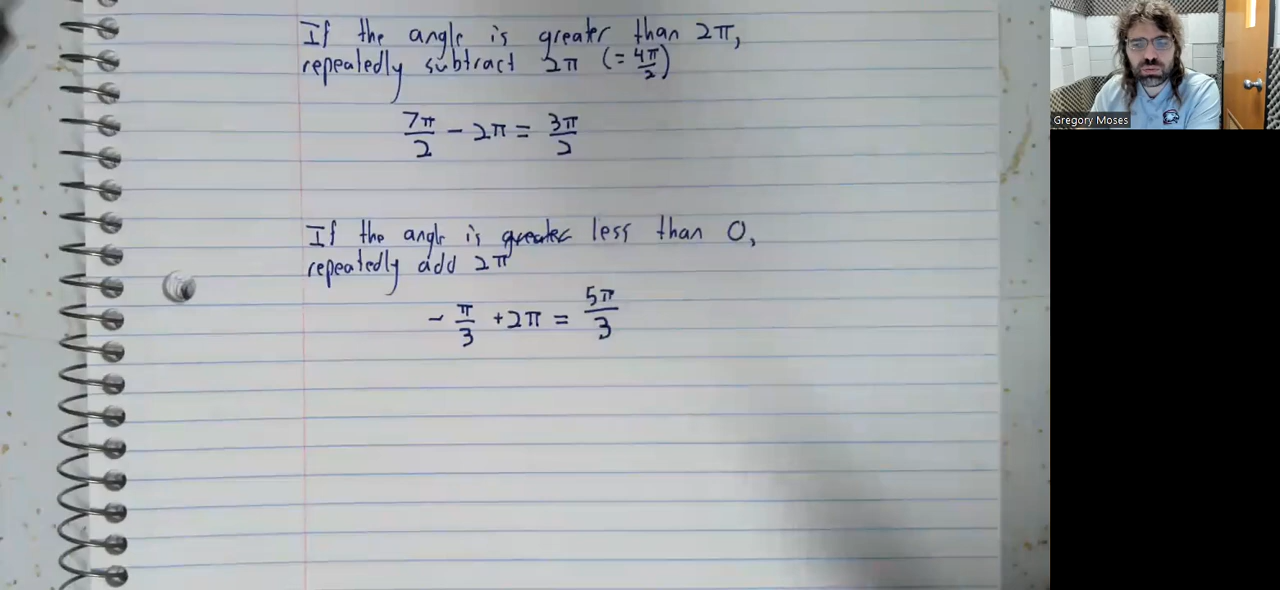 If the angle is greater than 2π,
repeatedly subtract 2π (= 4π/2)
7π/2 - 2π = 3π/2
If the angle is greater less than 0,
repeatedly add 2π
- π/3 + 2π = 5π/3
Gregory Moses